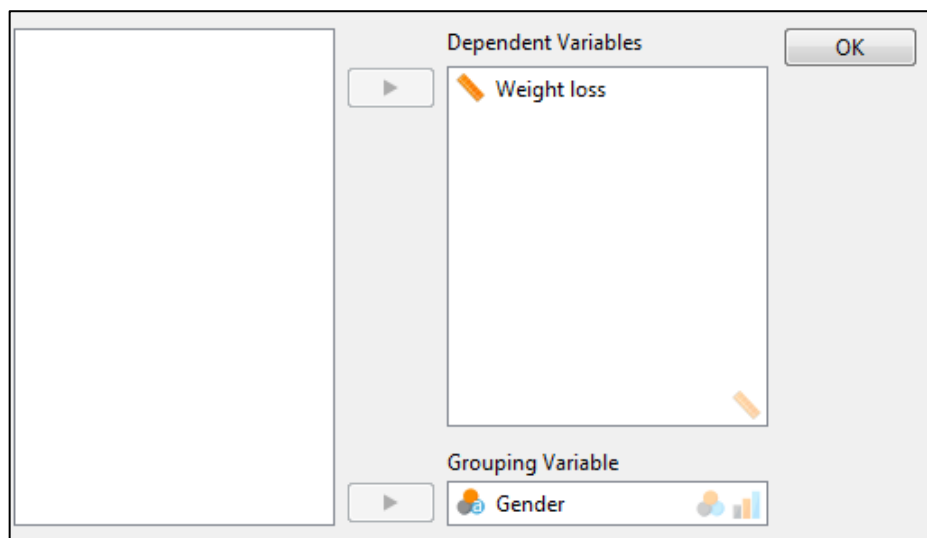 Dependent Variables
OK
Weight loss
Grouping Variable
a Gender